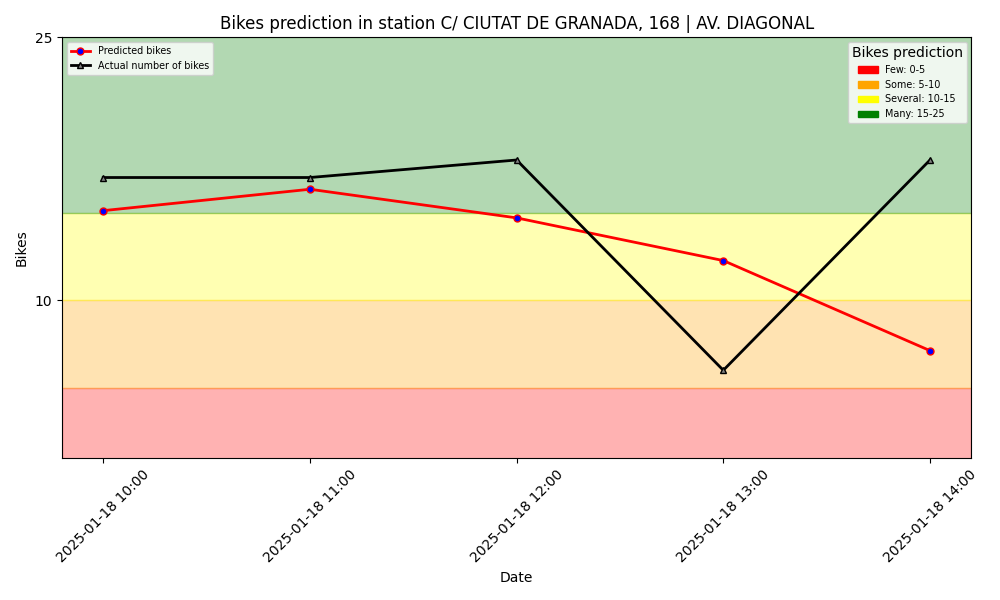 Bikes prediction in station C/ CIUTAT DE GRANADA, 168 | AV. DIAGONAL
25
10
Bikes
Predicted bikes
Actual number of bikes
Bikes prediction
Few: 0-5
Some: 5-10
Several: 10-15
Many: 15-25
2025-01-18 10:00
2025-01-18 11:00
2025-01-18 12:00
2025-01-18 13:00
2025-01-18 14:00
Date